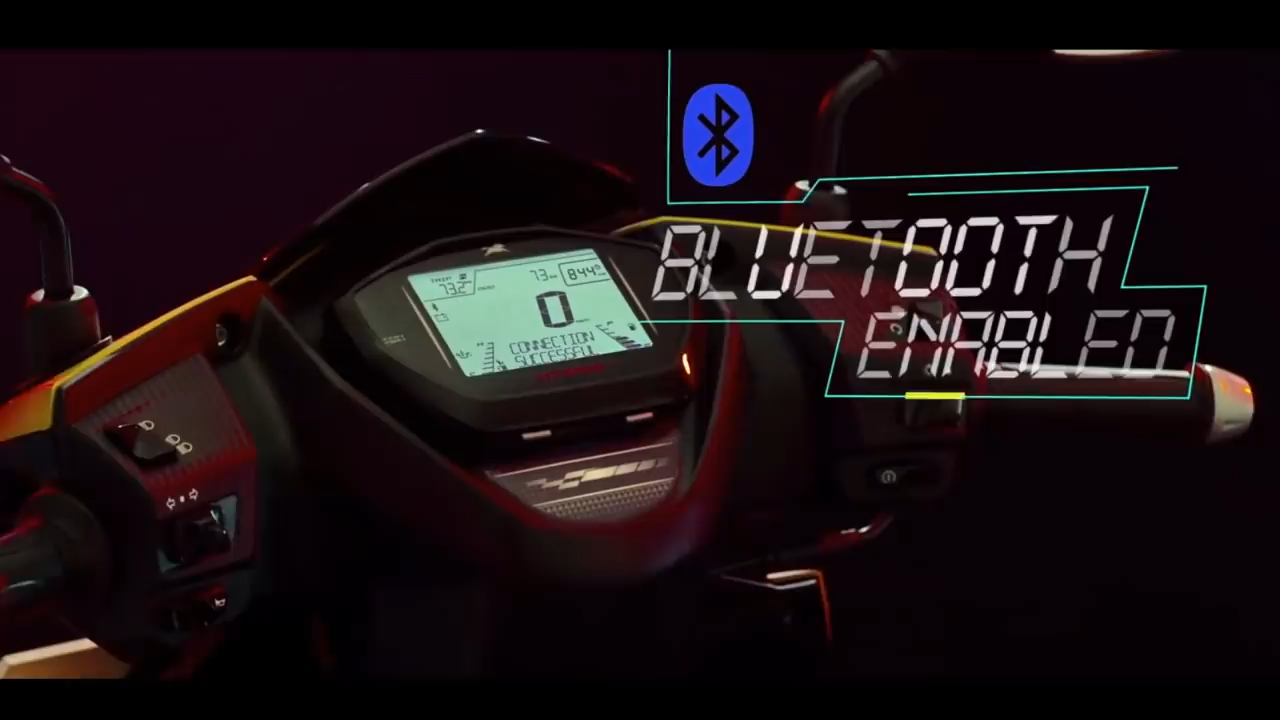 BLUETOOTH
ENABLED
73.2
73
844
0
CONNECTION
SUCCESSFUL